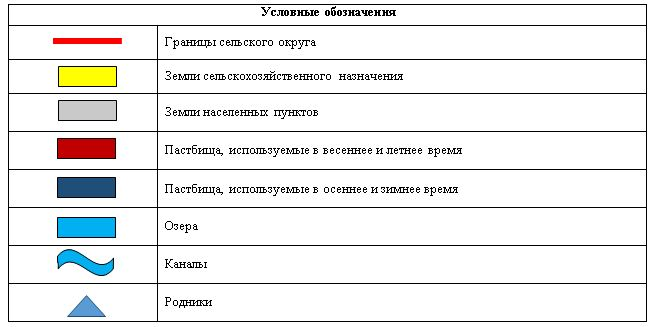 Условные обозначения
Границы сельского округа
Земли сельскохозяйственного назначения
Земли населенных пунктов
Пастбища, используемые в весеннее и летнее время
Пастбища, используемые в осеннее и зимнее время
Озера
Каналы
Родники